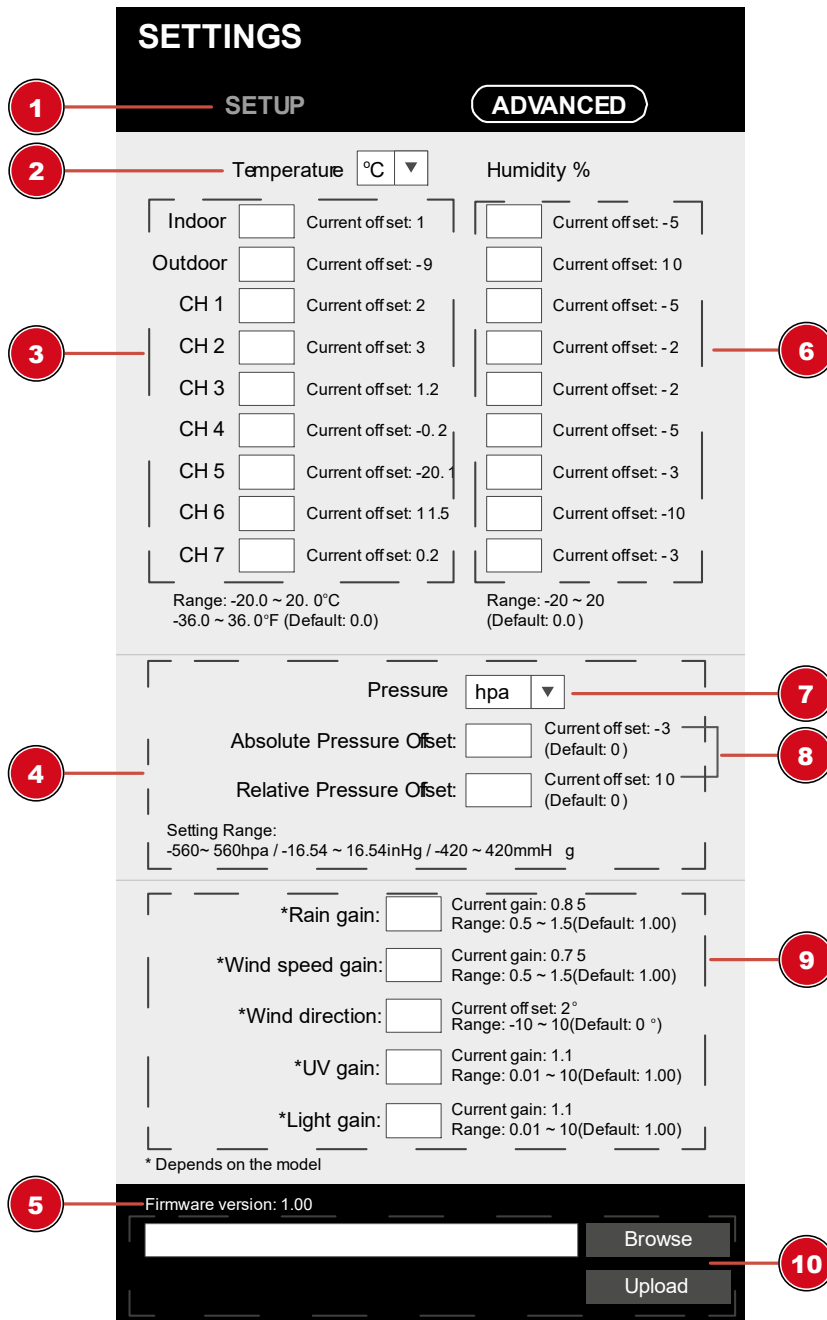 SETTINGS
1 SETUP ADVANCED
2 Temperature °C ▼ Humidity %
Indoor Current offset: 1 Current offset: -5
Outdoor Current offset: -9 Current offset: 10
CH 1 Current offset: 2 Current offset: -5
3 CH 2 Current offset: 3 Current offset: -2 6
CH 3 Current offset: 1.2 Current offset: -2
CH 4 Current offset: -0.2 Current offset: -5
CH 5 Current offset: -20.1 Current offset: -3
CH 6 Current offset: 11.5 Current offset: -10
CH 7 Current offset: 0.2 Current offset: -3
Range: -20.0 ~ 20.0°C Range: -20 ~ 20
-36.0 ~ 36.0°F (Default: 0.0) (Default: 0.0)
Pressure hpa ▼ 7
Absolute Pressure Offset: Current offset: -3
(Default: 0) 8
4 Relative Pressure Offset: Current offset: 10
(Default: 0)
Setting Range:
-560~ 560hpa / -16.54 ~ 16.54inHg / -420 ~ 420mmH g
*Rain gain: Current gain: 0.85
Range: 0.5 ~ 1.5(Default: 1.00)
*Wind speed gain: Current gain: 0.75 9
Range: 0.5 ~ 1.5(Default: 1.00)
*Wind direction: Current offset: 2°
Range: -10 ~ 10(Default: 0 °)
*UV gain: Current gain: 1.1
Range: 0.01 ~ 10(Default: 1.00)
*Light gain: Current gain: 1.1
Range: 0.01 ~ 10(Default: 1.00)
* Depends on the model
5 Firmware version: 1.00
Browse
10
Upload